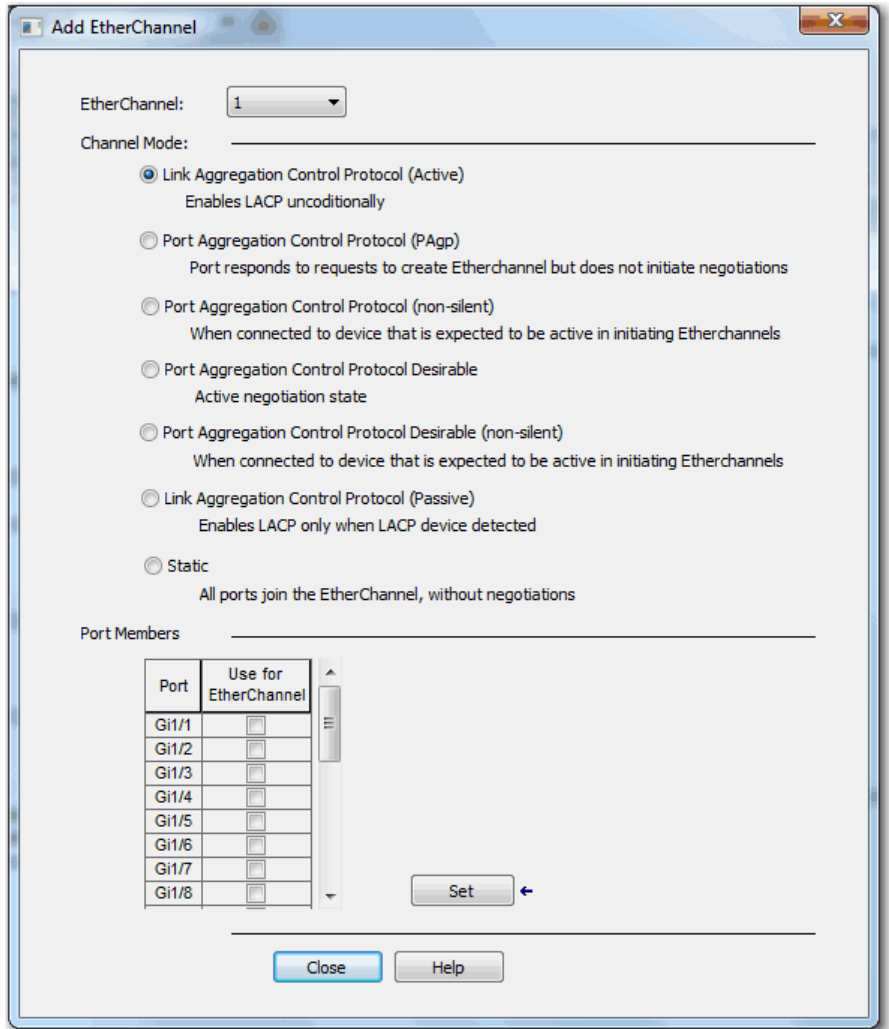 Add EtherChannel
EtherChannel: 1
Channel Mode:
Link Aggregation Control Protocol (Active)
Enables LACP uncoditionally
Port Aggregation Control Protocol (PAgp)
Port responds to requests to create Etherchannel but does not initiate negotiations
Port Aggregation Control Protocol (non-silent)
When connected to device that is expected to be active in initiating Etherchannels
Port Aggregation Control Protocol Desirable
Active negotiation state
Port Aggregation Control Protocol Desirable (non-silent)
When connected to device that is expected to be active in initiating Etherchannels
Link Aggregation Control Protocol (Passive)
Enables LACP only when LACP device detected
Static
All ports join the EtherChannel, without negotiations
Port Members
Port
Use for
EtherChannel
Gi1/1
Gi1/2
Gi1/3
Gi1/4
Gi1/5
Gi1/6
Gi1/7
Gi1/8
Set
Close Help